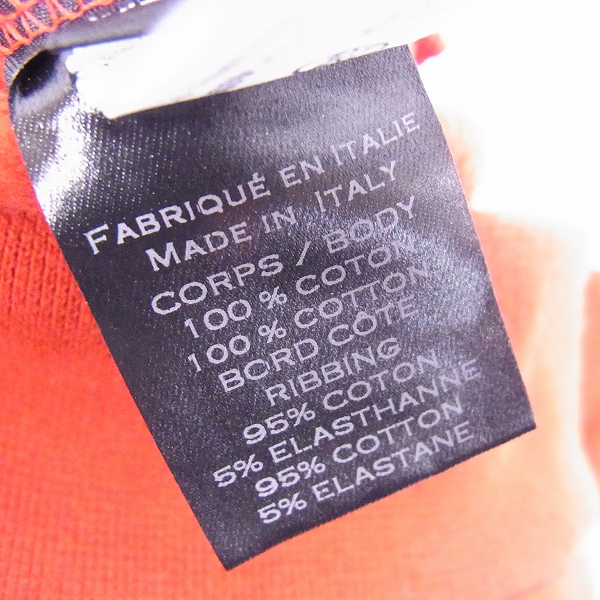 FABRIQUÉ EN ITALIE
MADE IN ITALY
CORPS / BODY
100 % COTON
100 % COTTON
BORD CÔTE
RIBBING
95% COTON
5% ELASTHANNE
95% COTTON
5% ELASTANE